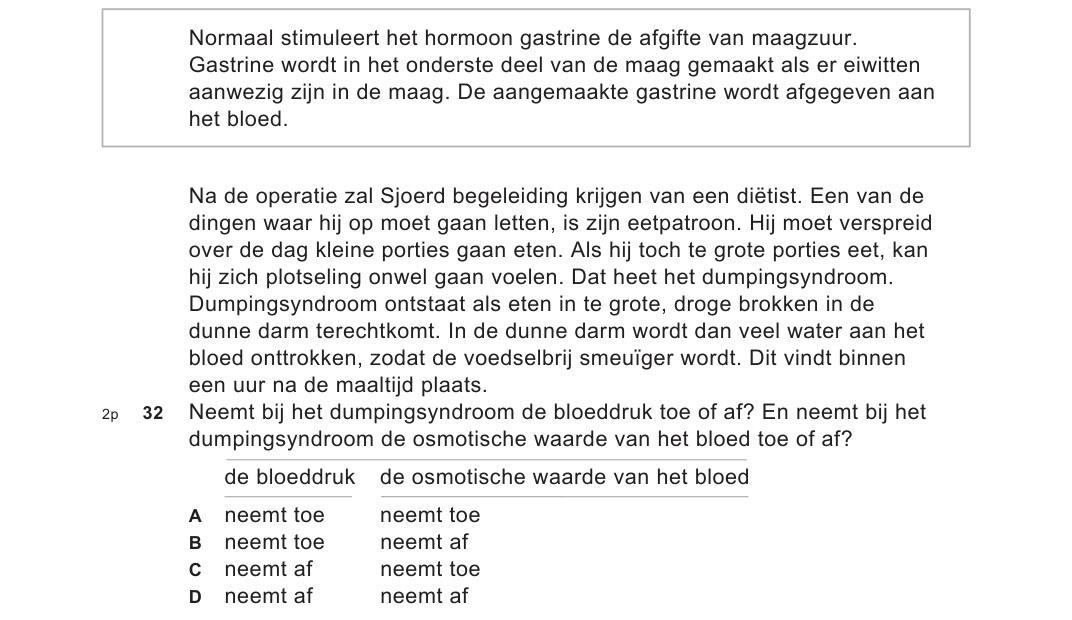 Normaal stimuleert het hormoon gastrine de afgifte van maagzuur.
Gastrine wordt in het onderste deel van de maag gemaakt als er eiwitten
aanwezig zijn in de maag. De aangemaakte gastrine wordt afgegeven aan
het bloed.
Na de operatie zal Sjoerd begeleiding krijgen van een diëtist. Een van de
dingen waar hij op moet gaan letten, is zijn eetpatroon. Hij moet verspreid
over de dag kleine porties gaan eten. Als hij toch te grote porties eet, kan
hij zich plotseling onwel gaan voelen. Dat heet het dumpingsyndroom.
Dumpingsyndroom ontstaat als eten in te grote, droge brokken in de
dunne darm terechtkomt. In de dunne darm wordt dan veel water aan het
bloed onttrokken, zodat de voedselbrij smeuïger wordt. Dit vindt binnen
een uur na de maaltijd plaats.
2p 32 Neemt bij het dumpingsyndroom de bloeddruk toe of af? En neemt bij het
dumpingsyndroom de osmotische waarde van het bloed toe of af?
de bloeddruk de osmotische waarde van het bloed
A neemt toe neemt toe
B neemt toe neemt af
C neemt af neemt toe
D neemt af neemt af